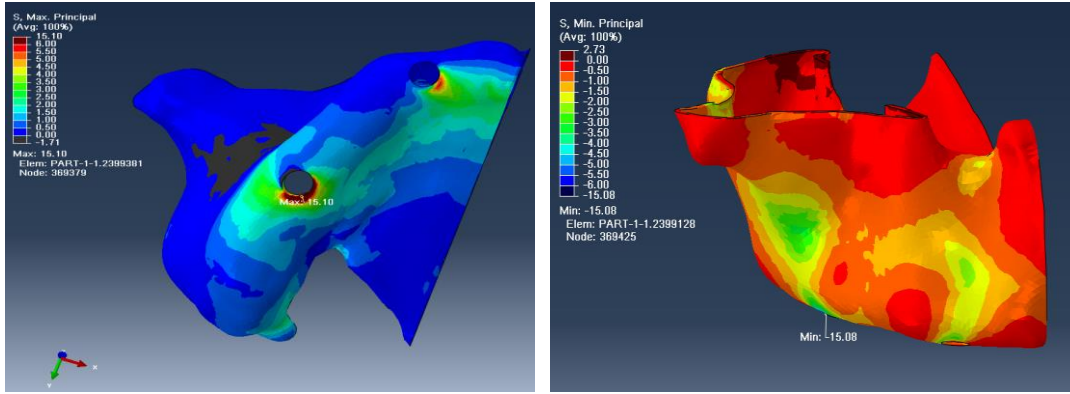 S, Max. Principal
(Avg: 100%)
15.10
6.00
5.50
5.00
4.50
4.00
3.50
3.00
2.50
2.00
1.50
1.00
0.50
0.00
-1.71
Max: 15.10
Elem: PART-1-1.2399381
Node: 369379
Max: 15.10
X
Y
S, Min. Principal
(Avg: 100%)
2.73
0.00
-0.50
-1.00
-1.50
-2.00
-2.50
-3.00
-3.50
-4.00
-4.50
-5.00
-5.50
-6.00
-15.08
Min: -15.08
Elem: PART-1-1.2399128
Node: 369425
Min: -15.08